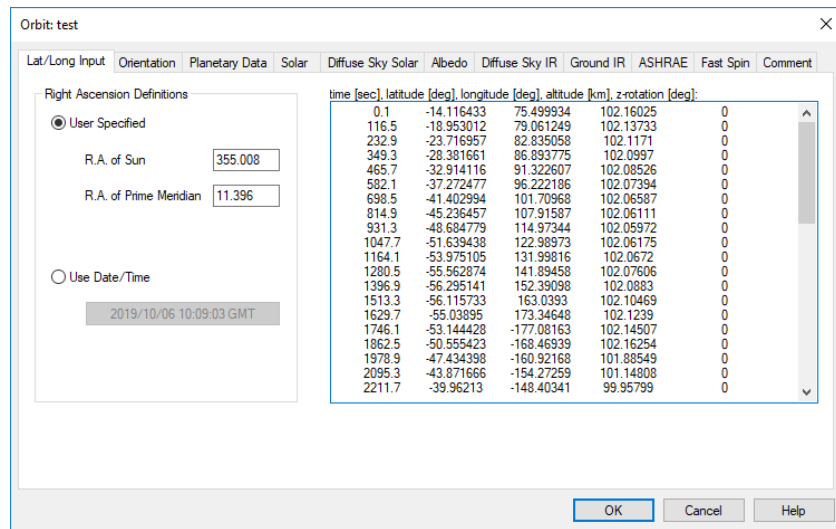 Orbit: test
Lat/Long Input Orientation Planetary Data Solar Diffuse Sky Solar Albedo Diffuse Sky IR Ground IR ASHRAE Fast Spin Comment
Right Ascension Definitions
User Specified
R.A. of Sun 355.008
R.A. of Prime Meridian 11.396
Use Date/Time
2019/10/06 10:09:03 GMT
time [sec], latitude [deg], longitude [deg], altitude [km], z-rotation [deg]:
0.1 -14.116433 75.499934 102.16025 0
116.5 -18.953012 79.061249 102.13733 0
232.9 -23.716957 82.835058 102.1171 0
349.3 -28.381661 86.893775 102.0997 0
465.7 -32.914116 91.322607 102.08526 0
582.1 -37.272477 96.222186 102.07394 0
698.5 -41.402994 101.70968 102.06587 0
814.9 -45.236457 107.91587 102.06111 0
931.3 -48.684779 114.97344 102.05972 0
1047.7 -51.639438 122.98973 102.06175 0
1164.1 -53.975105 131.99816 102.0672 0
1280.5 -55.562874 141.89458 102.07606 0
1396.9 -56.295141 152.39098 102.0883 0
1513.3 -56.115733 163.0393 102.10469 0
1629.7 -55.03895 173.34648 102.1239 0
1746.1 -53.144428 -177.08163 102.14507 0
1862.5 -50.555423 -168.46939 102.16254 0
1978.9 -47.434398 -160.92168 101.88549 0
2095.3 -43.871666 -154.27259 101.14808 0
2211.7 -39.96213 -148.40341 99.95799 0
OK Cancel Help